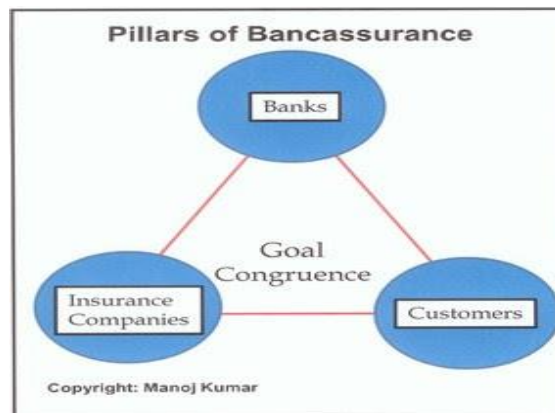 Pillars of Bancassurance
Banks
Goal
Congruence
Insurance
Companies
Customers
Copyright: Manoj Kumar